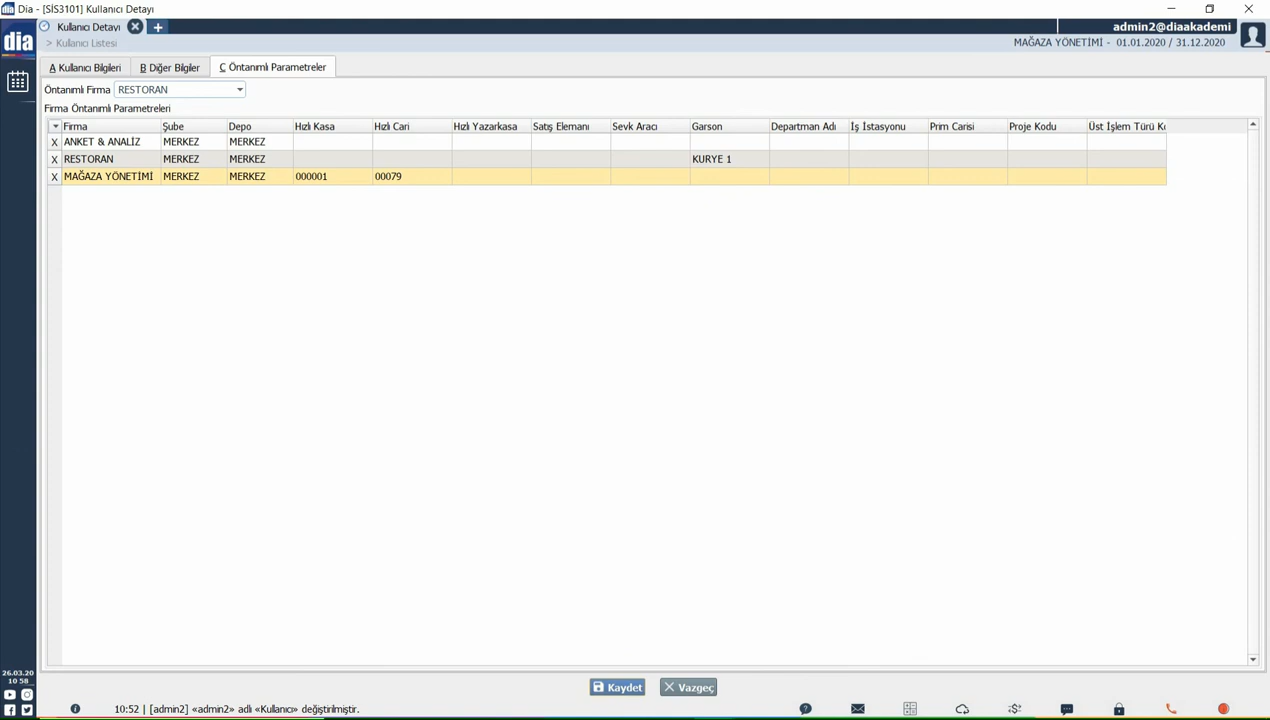 Dia - [SİS3101] Kullanıcı Detayı
dia
Kullanıcı Detayı
admin2@diaakademi
> Kullanıcı Listesi
MAĞAZA YÖNETİMİ - 01.01.2020 / 31.12.2020
A Kullanıcı Bilgileri B Diğer Bilgiler C Öntanımlı Parametreler
Öntanımlı Firma RESTORAN
Firma Öntanımlı Parametreleri
Firma Şube Depo Hızlı Kasa Hızlı Cari Hızlı Yazarkasa Satış Elemanı Sevk Aracı Garson Departman Adı İş İstasyonu Prim Carisi Proje Kodu Üst İşlem Türü Ko
X ANKET & ANALİZ MERKEZ MERKEZ
X RESTORAN MERKEZ MERKEZ KURYE 1
X MAĞAZA YÖNETİMİ MERKEZ MERKEZ 000001 00079
Kaydet Vazgeç
26.03.20
10 58
10:52 | [admin2] «admin2» adlı «Kullanıcı» değiştirilmiştir.